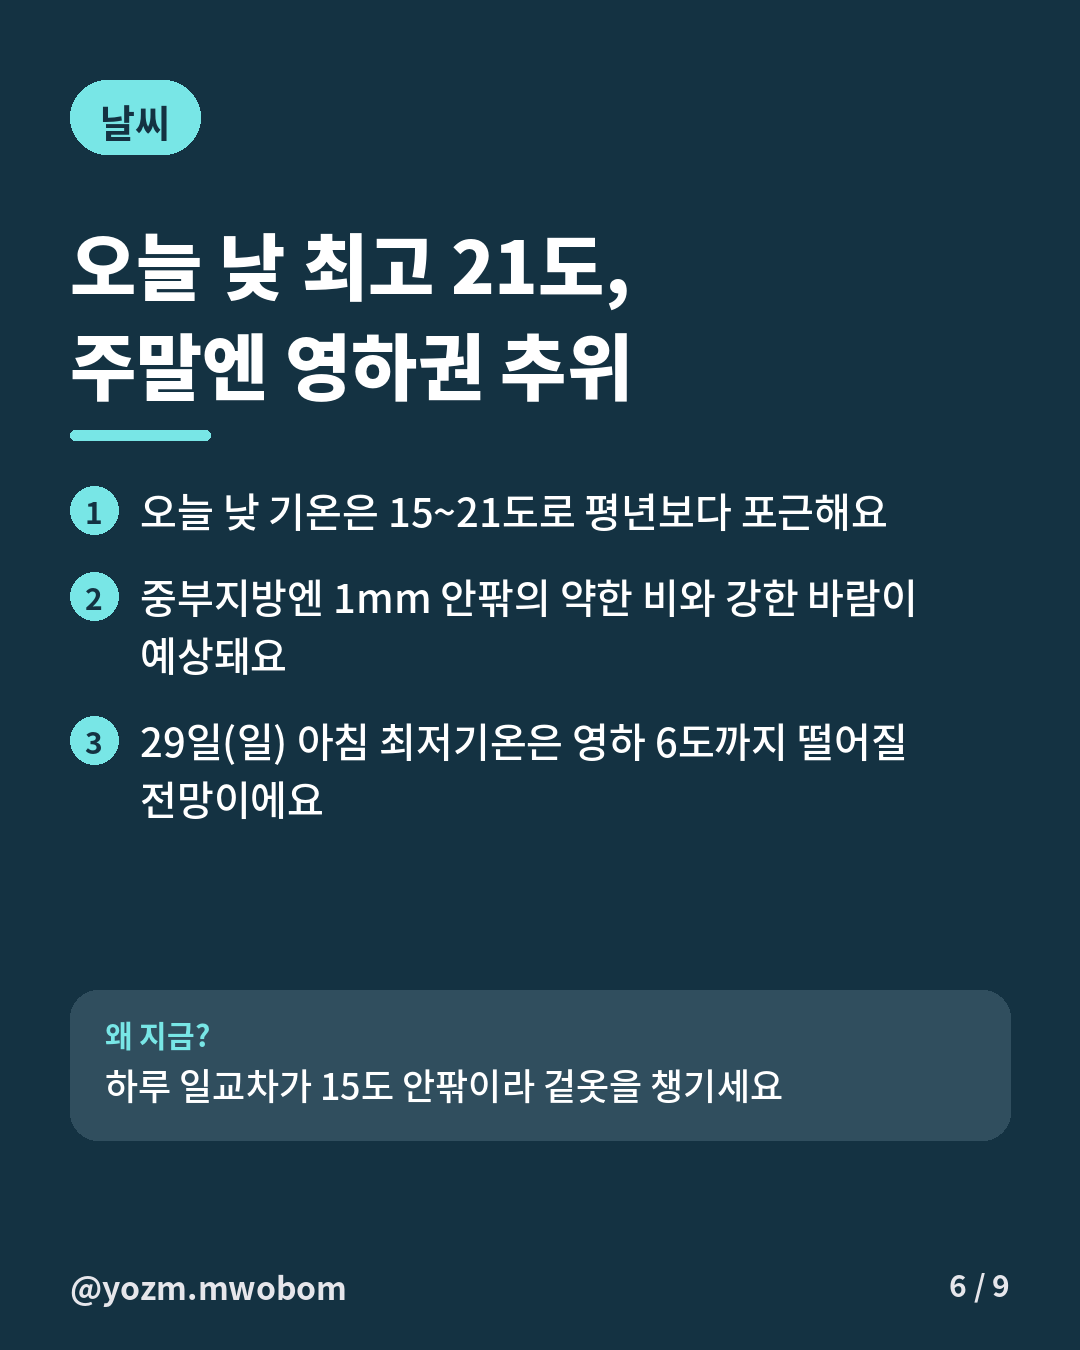 날씨
오늘 낮 최고 21도,
주말엔 영하권 추위
1 오늘 낮 기온은 15~21도로 평년보다 포근해요
2 중부지방엔 1mm 안팎의 약한 비와 강한 바람이
예상돼요
3 29일(일) 아침 최저기온은 영하 6도까지 떨어질
전망이에요
왜 지금?
하루 일교차가 15도 안팎이라 겉옷을 챙기세요
@yozm.mwobom
6 / 9